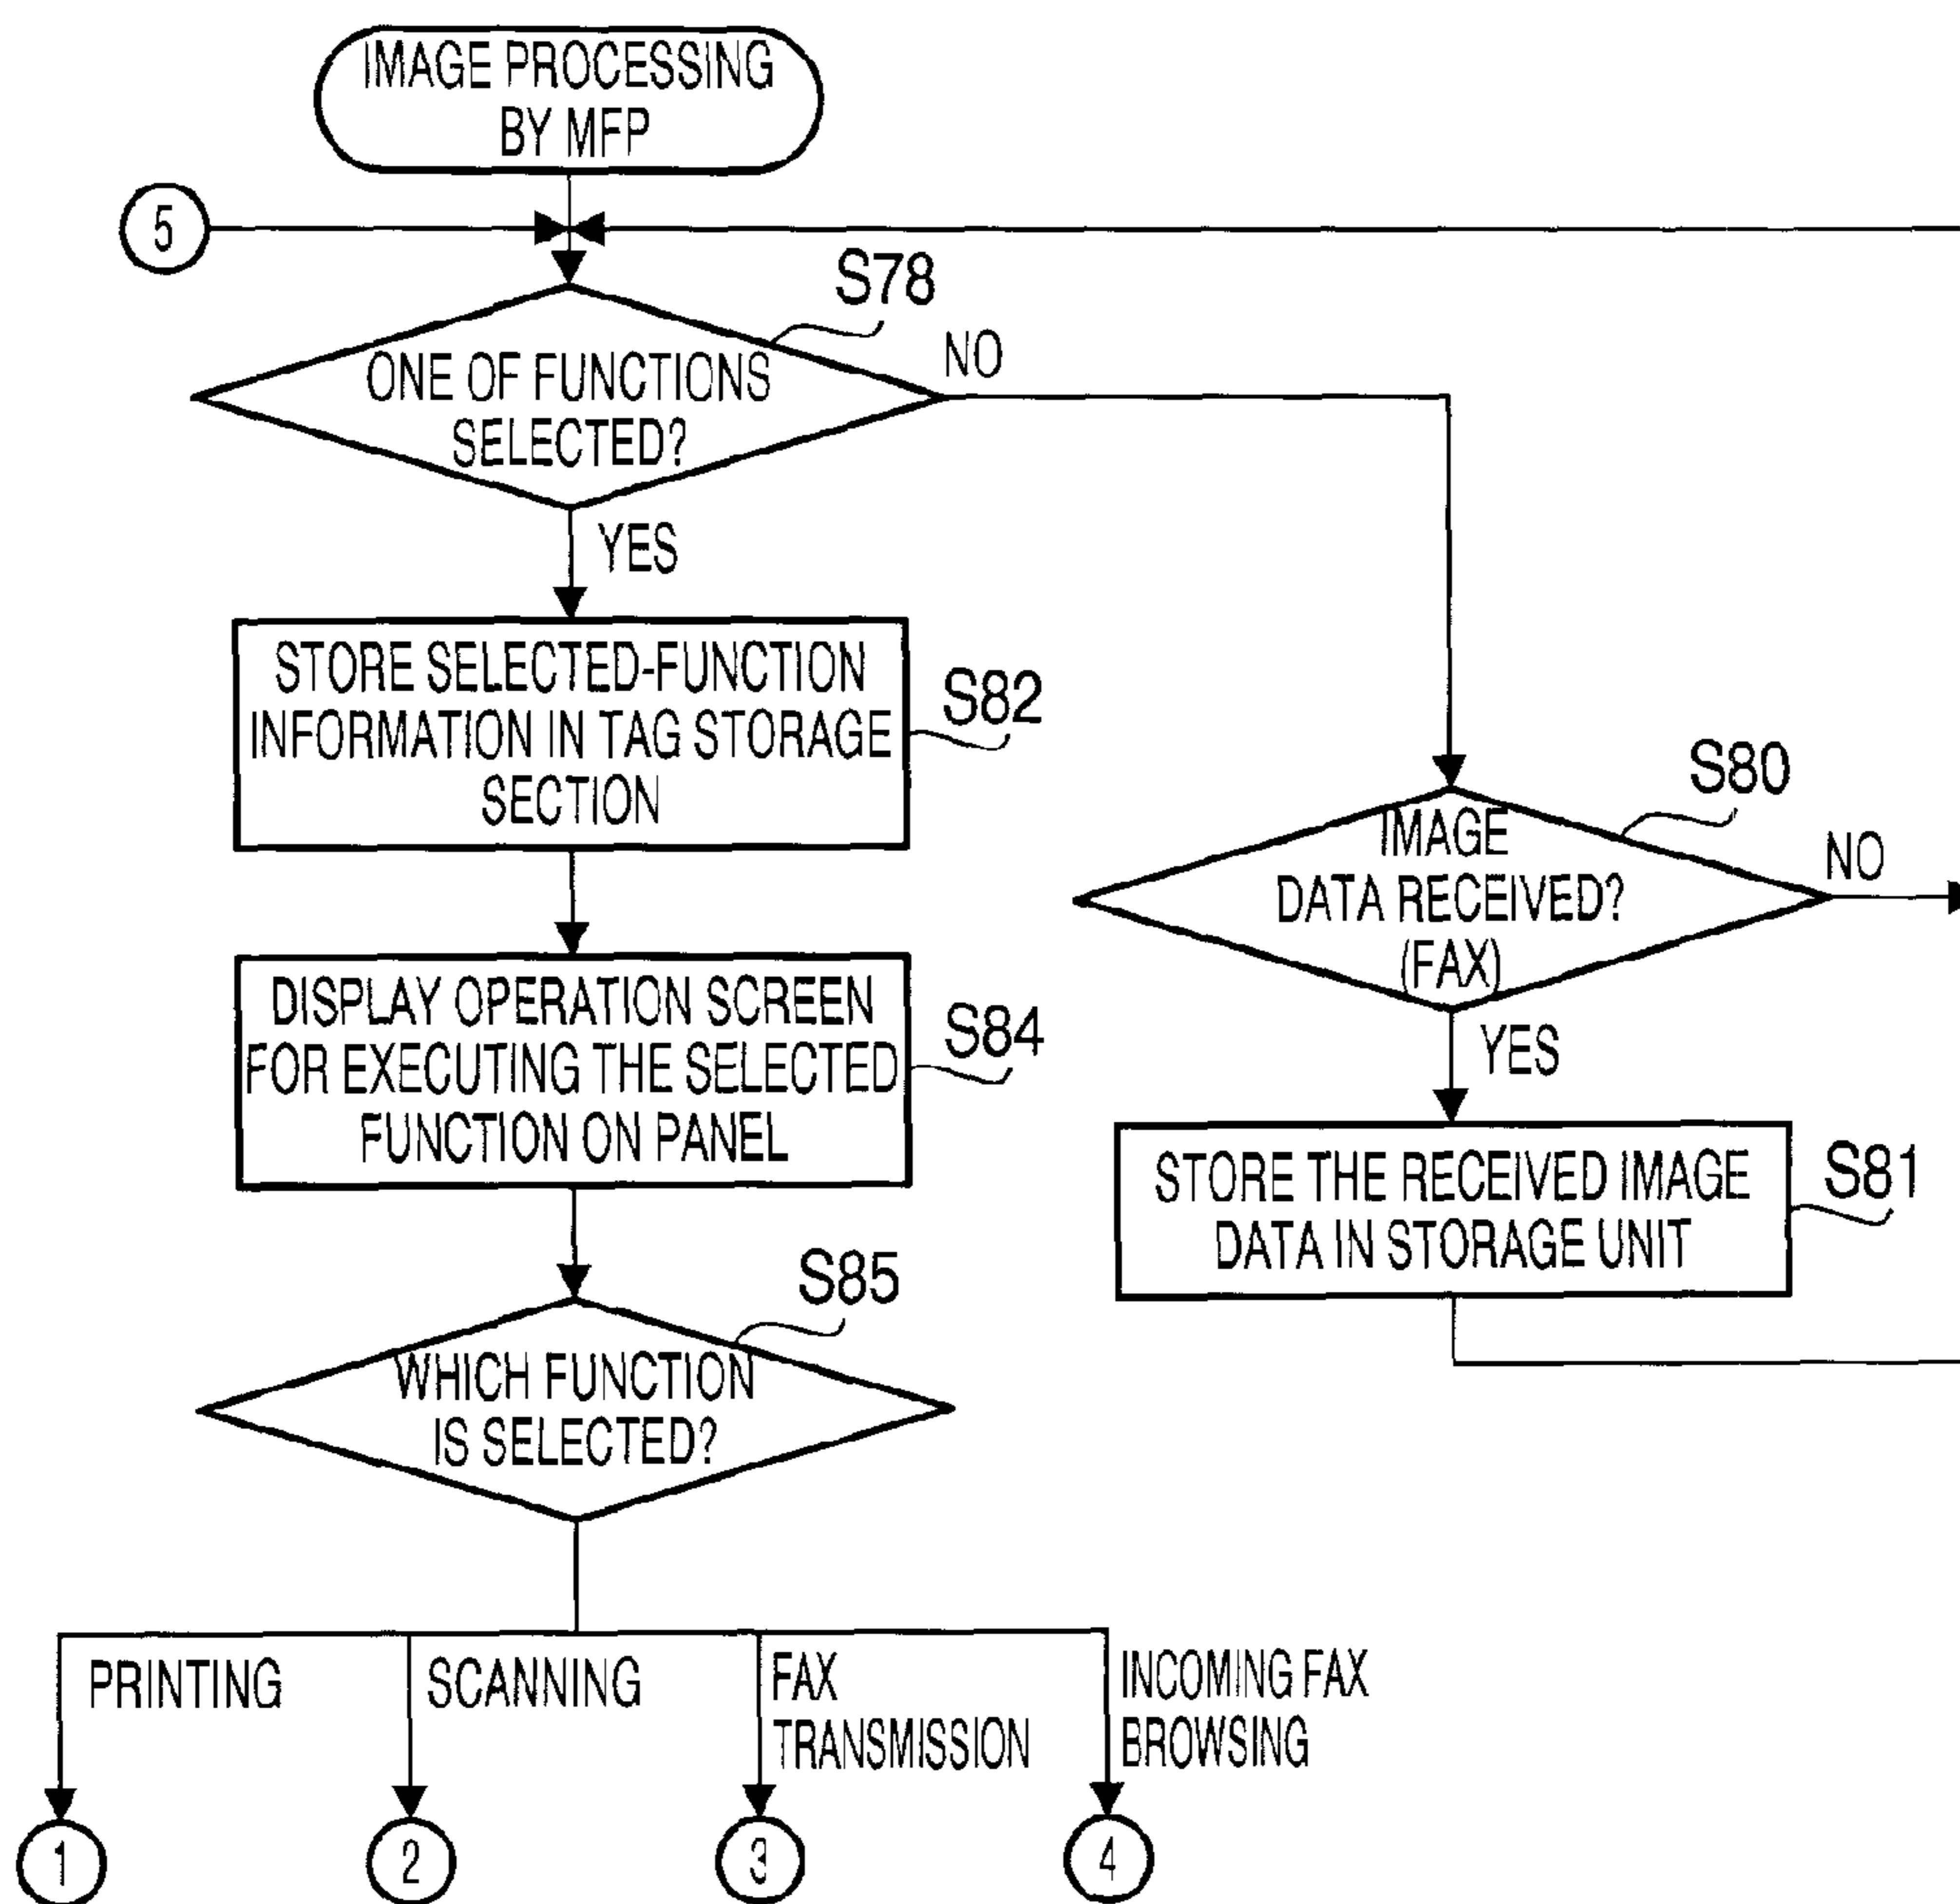 IMAGE PROCESSING
BY MFP
5
S78
ONE OF FUNCTIONS
SELECTED?
NO
YES
STORE SELECTED-FUNCTION
INFORMATION IN TAG STORAGE
SECTION
S82
S80
IMAGE
DATA RECEIVED?
(FAX)
NO
YES
DISPLAY OPERATION SCREEN
FOR EXECUTING THE SELECTED
FUNCTION ON PANEL
S84
STORE THE RECEIVED IMAGE
DATA IN STORAGE UNIT
S81
S85
WHICH FUNCTION
IS SELECTED?
PRINTING
SCANNING
FAX
TRANSMISSION
INCOMING FAX
BROWSING
1
2
3
4